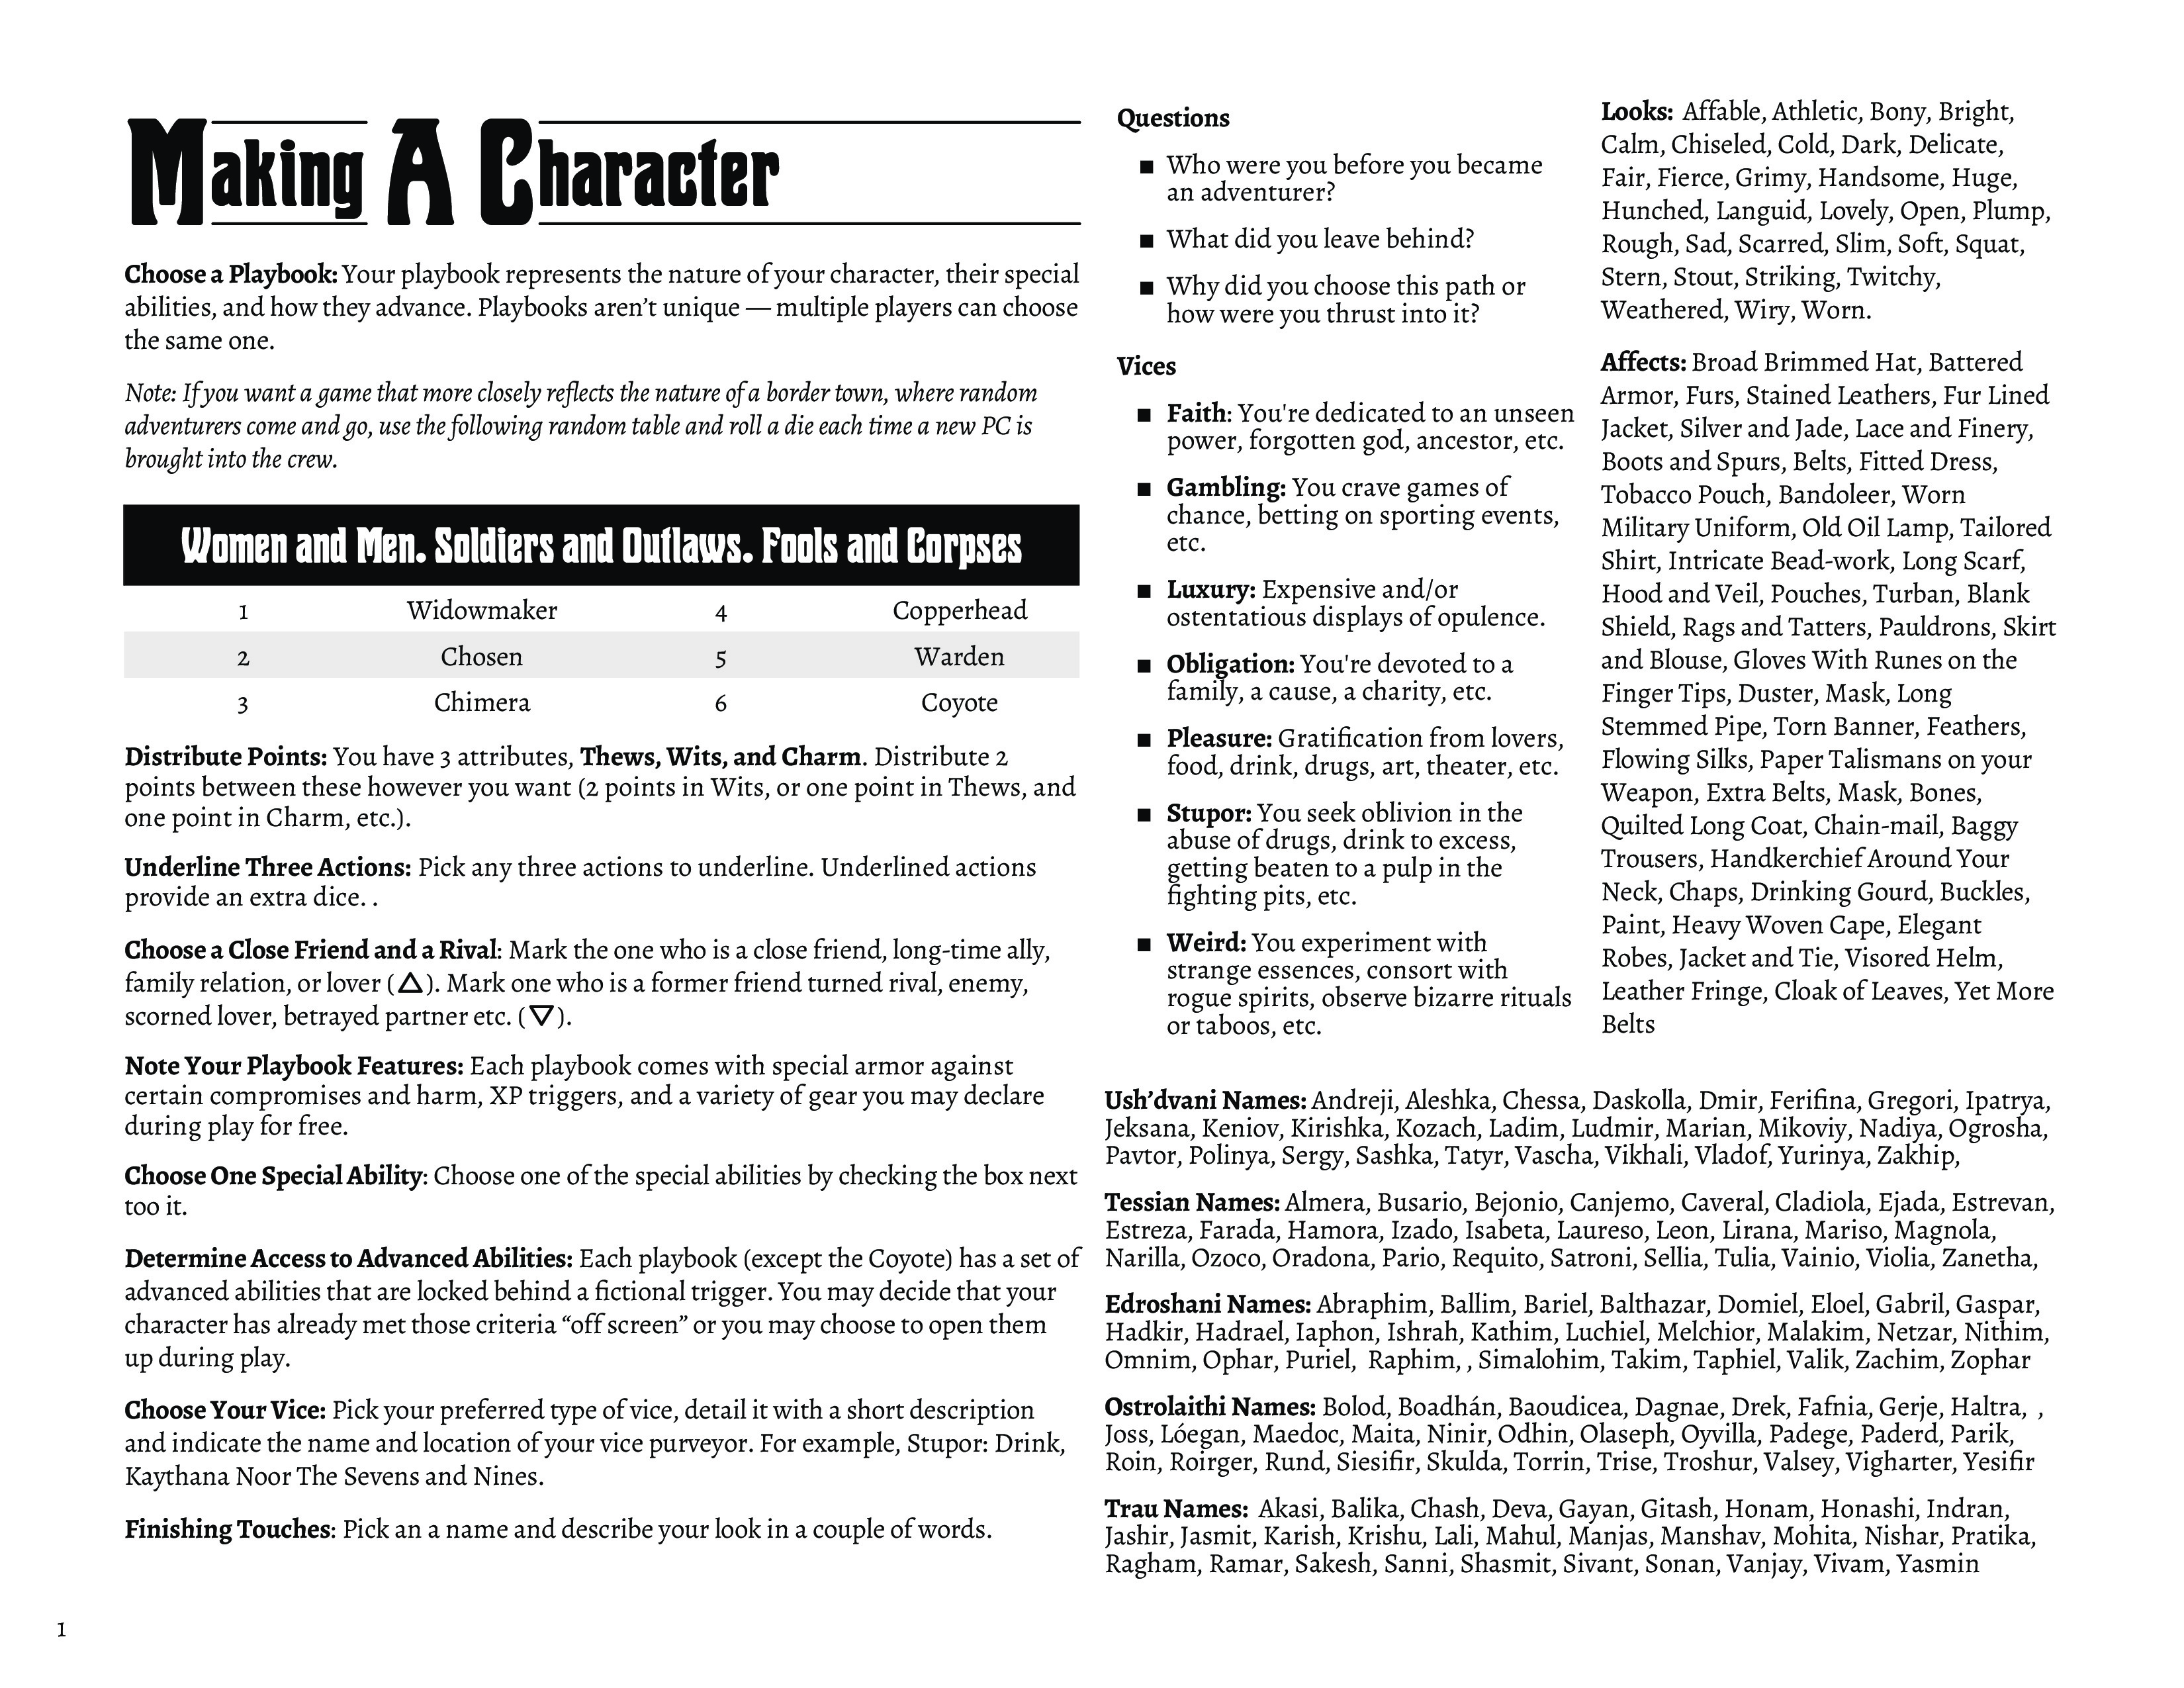 Making A Character
Choose a Playbook: Your playbook represents the nature of your character, their special
abilities, and how they advance. Playbooks aren’t unique — multiple players can choose
the same one.
Note: If you want a game that more closely reflects the nature of a border town, where random
adventurers come and go, use the following random table and roll a die each time a new PC is
brought into the crew.
Women and Men. Soldiers and Outlaws. Fools and Corpses
1 Widowmaker 4 Copperhead
2 Chosen 5 Warden
3 Chimera 6 Coyote
Distribute Points: You have 3 attributes, Thews, Wits, and Charm. Distribute 2
points between these however you want (2 points in Wits, or one point in Thews, and
one point in Charm, etc.).
Underline Three Actions: Pick any three actions to underline. Underlined actions
provide an extra dice. .
Choose a Close Friend and a Rival: Mark the one who is a close friend, long-time ally,
family relation, or lover (△). Mark one who is a former friend turned rival, enemy,
scorned lover, betrayed partner etc. (▽).
Note Your Playbook Features: Each playbook comes with special armor against
certain compromises and harm, XP triggers, and a variety of gear you may declare
during play for free.
Choose One Special Ability: Choose one of the special abilities by checking the box next
too it.
Determine Access to Advanced Abilities: Each playbook (except the Coyote) has a set of
advanced abilities that are locked behind a fictional trigger. You may decide that your
character has already met those criteria “off screen” or you may choose to open them
up during play.
Choose Your Vice: Pick your preferred type of vice, detail it with a short description
and indicate the name and location of your vice purveyor. For example, Stupor: Drink,
Kaythana Noor The Sevens and Nines.
Finishing Touches: Pick an a name and describe your look in a couple of words.
Questions
■ Who were you before you became
an adventurer?
■ What did you leave behind?
■ Why did you choose this path or
how were you thrust into it?
Vices
■ Faith: You're dedicated to an unseen
power, forgotten god, ancestor, etc.
■ Gambling: You crave games of
chance, betting on sporting events,
etc.
■ Luxury: Expensive and/or
ostentatious displays of opulence.
■ Obligation: You're devoted to a
family, a cause, a charity, etc.
■ Pleasure: Gratification from lovers,
food, drink, drugs, art, theater, etc.
■ Stupor: You seek oblivion in the
abuse of drugs, drink to excess,
getting beaten to a pulp in the
fighting pits, etc.
■ Weird: You experiment with
strange essences, consort with
rogue spirits, observe bizarre rituals
or taboos, etc.
Looks: Affable, Athletic, Bony, Bright,
Calm, Chiseled, Cold, Dark, Delicate,
Fair, Fierce, Grimy, Handsome, Huge,
Hunched, Languid, Lovely, Open, Plump,
Rough, Sad, Scarred, Slim, Soft, Squat,
Stern, Stout, Striking, Twitchy,
Weathered, Wiry, Worn.
Affects: Broad Brimmed Hat, Battered
Armor, Furs, Stained Leathers, Fur Lined
Jacket, Silver and Jade, Lace and Finery,
Boots and Spurs, Belts, Fitted Dress,
Tobacco Pouch, Bandoleer, Worn
Military Uniform, Old Oil Lamp, Tailored
Shirt, Intricate Bead-work, Long Scarf,
Hood and Veil, Pouches, Turban, Blank
Shield, Rags and Tatters, Pauldrons, Skirt
and Blouse, Gloves With Runes on the
Finger Tips, Duster, Mask, Long
Stemmed Pipe, Torn Banner, Feathers,
Flowing Silks, Paper Talismans on your
Weapon, Extra Belts, Mask, Bones,
Quilted Long Coat, Chain-mail, Baggy
Trousers, Handkerchief Around Your
Neck, Chaps, Drinking Gourd, Buckles,
Paint, Heavy Woven Cape, Elegant
Robes, Jacket and Tie, Visored Helm,
Leather Fringe, Cloak of Leaves, Yet More
Belts
Ush’dvani Names: Andreji, Aleshka, Chessa, Daskolla, Dmir, Ferifina, Gregori, Ipatrya,
Jeksana, Keniov, Kirishka, Kozach, Ladim, Ludmir, Marian, Mikoviy, Nadiya, Ogrosha,
Pavtor, Polinya, Sergy, Sashka, Tatyr, Vascha, Vikhali, Vladof, Yurinya, Zakhip,
Tessian Names: Almera, Busario, Bejonio, Canjemo, Caveral, Cladiola, Ejada, Estrevan,
Estreza, Farada, Hamora, Izado, Isabeta, Laureso, Leon, Lirana, Mariso, Magnola,
Narilla, Ozoco, Oradona, Pario, Requito, Satroni, Sellia, Tulia, Vainio, Violia, Zanetha,
Edroshani Names: Abraphim, Ballim, Bariel, Balthazar, Domiel, Eloel, Gabril, Gaspar,
Hadkir, Hadrael, Iaphon, Ishrah, Kathim, Luchiel, Melchior, Malakim, Netzar, Nithim,
Omnim, Ophar, Puriel, Raphim, , Simalohim, Takim, Taphiel, Valik, Zachim, Zophar
Ostrolaithi Names: Bolod, Boadhán, Baoudicea, Dagnae, Drek, Fafnia, Gerje, Haltra, ,
Joss, Lóegan, Maedoc, Maita, Ninir, Odhin, Olaseph, Oyvilla, Padege, Paderd, Parik,
Roin, Roirger, Rund, Siesifir, Skulda, Torrin, Trise, Troshur, Valsey, Vigharter, Yesifir
Trau Names: Akasi, Balika, Chash, Deva, Gayan, Gitash, Honam, Honashi, Indran,
Jashir, Jasmit, Karish, Krishu, Lali, Mahul, Manjas, Manshav, Mohita, Nishar, Pratika,
Ragham, Ramar, Sakesh, Sanni, Shasmit, Sivant, Sonan, Vanjay, Vivam, Yasmin
1